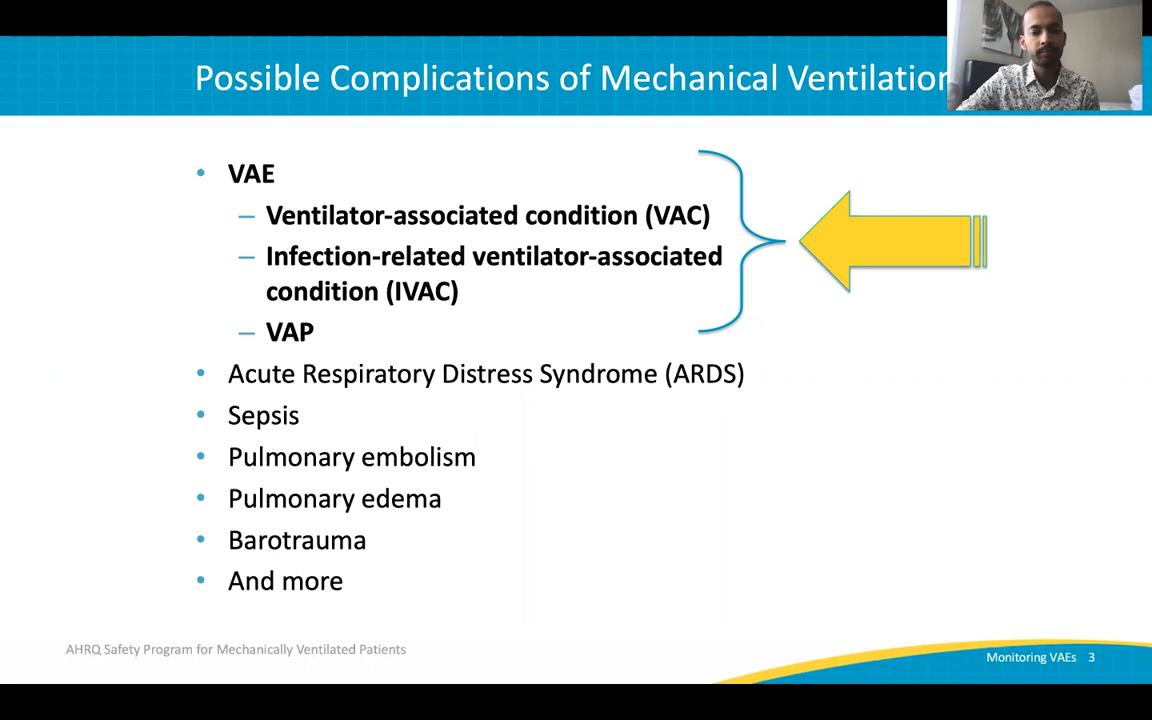 Possible Complications of Mechanical Ventilation
• VAE
– Ventilator-associated condition (VAC)
– Infection-related ventilator-associated
condition (IVAC)
– VAP
• Acute Respiratory Distress Syndrome (ARDS)
• Sepsis
• Pulmonary embolism
• Pulmonary edema
• Barotrauma
• And more
AHRQ Safety Program for Mechanically Ventilated Patients
Monitoring VAEs 3